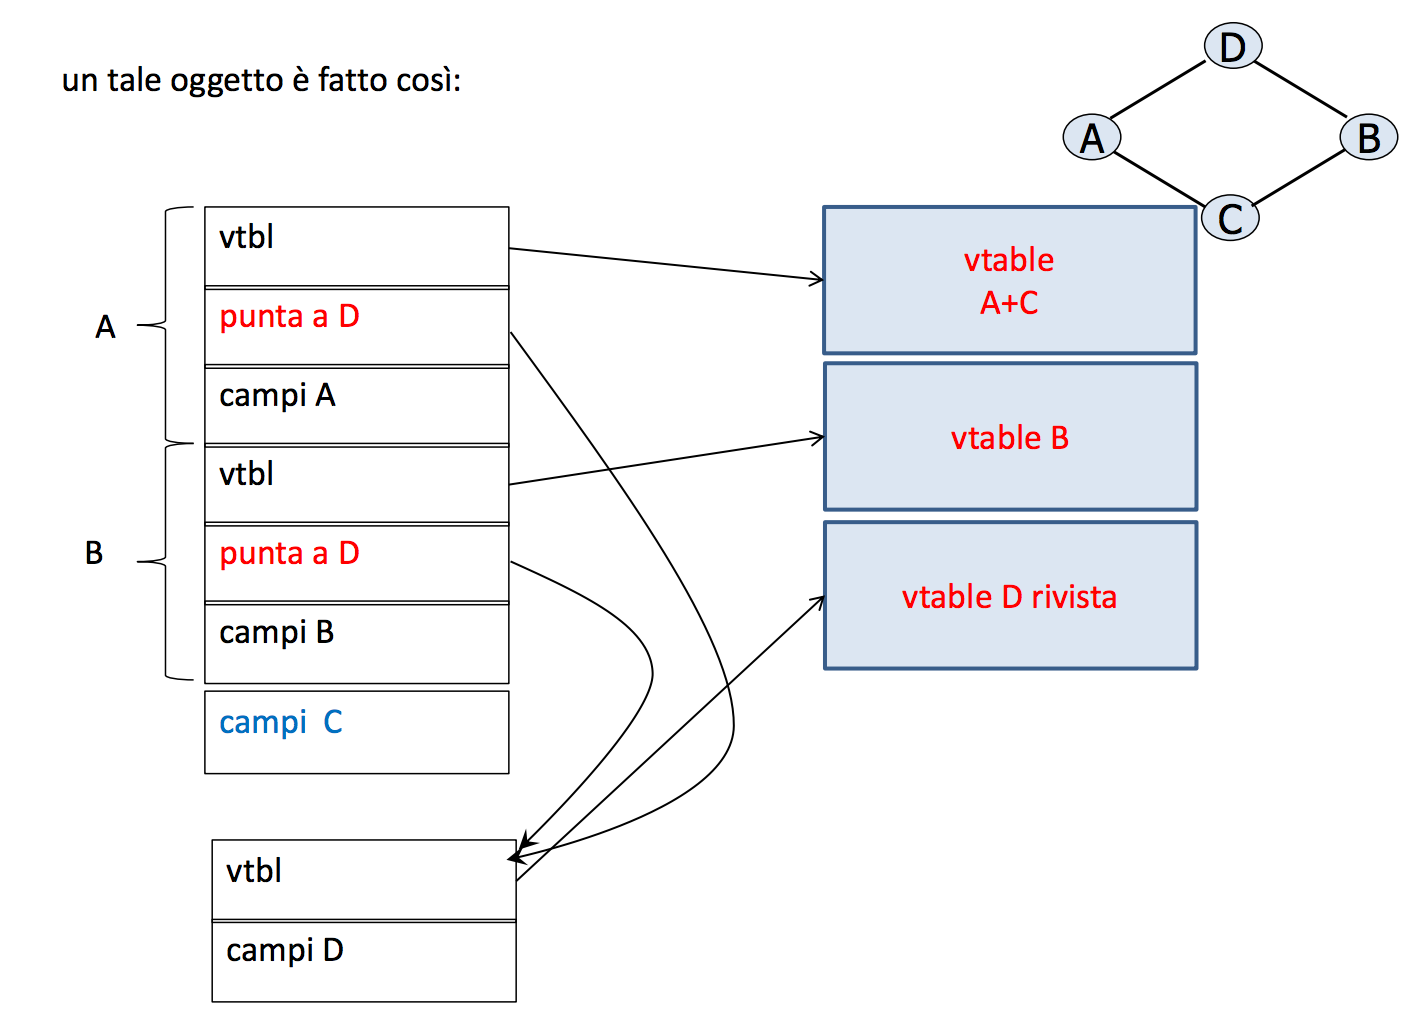 un tale oggetto è fatto così:
D
A
B
C
vtbl
punta a D
campi A
vtbl
punta a D
campi B
campi  C
A
B
vtable
A+C
vtable B
vtable D rivista
vtbl
campi D